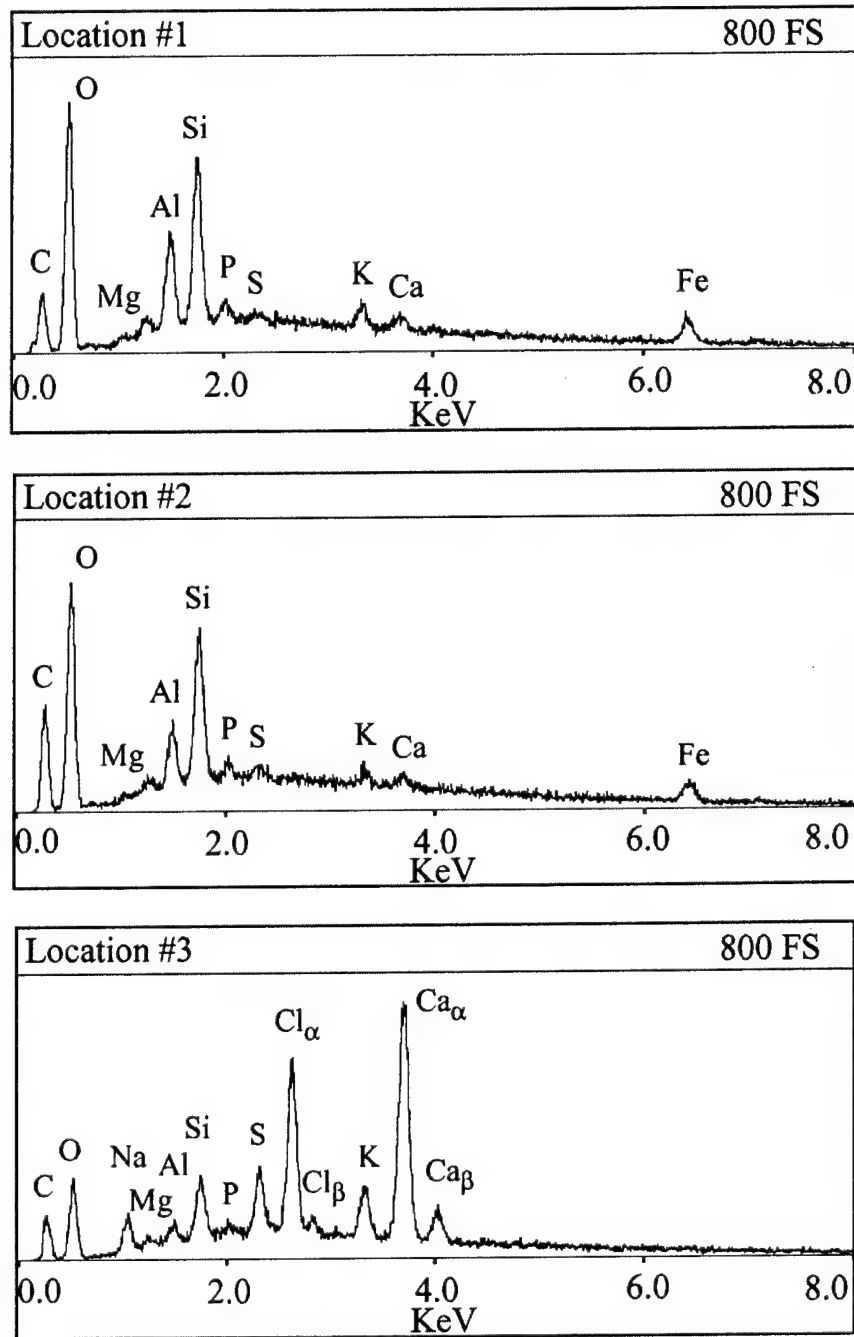 Location #1 800 FS
O
Si
Al
C P S K Ca Fe
Mg
0.0 2.0 4.0 6.0 8.0
KeV
Location #2 800 FS
O
Si
C Al
P S K Ca Fe
Mg
0.0 2.0 4.0 6.0 8.0
KeV
Location #3 800 FS
Clα Caα
Si S
O Na Al K
C Mg P Clβ Caβ
0.0 2.0 4.0 6.0 8.0
KeV